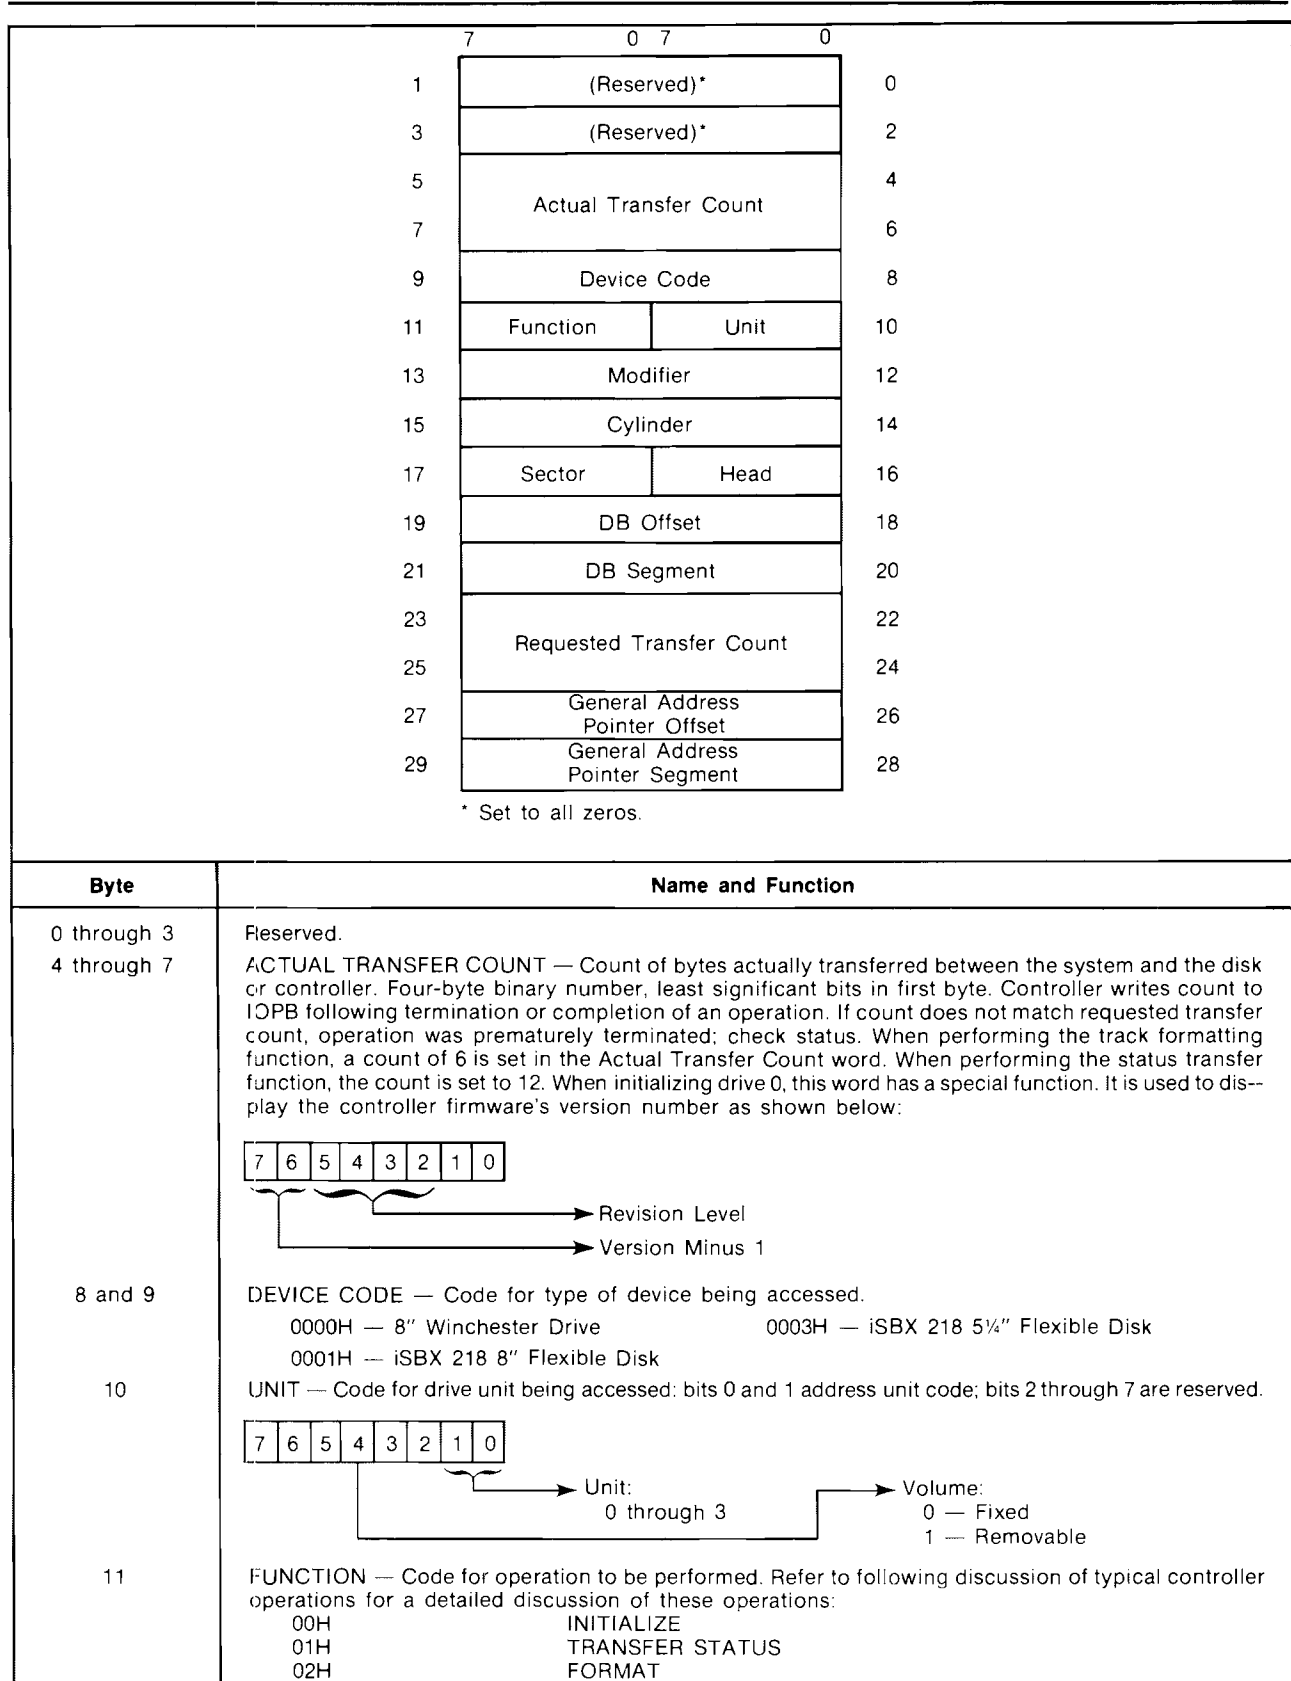 7 0 7 0
1 (Reserved)* 0
3 (Reserved)* 2
5 4
Actual Transfer Count
7 6
9 Device Code 8
11 Function Unit 10
13 Modifier 12
15 Cylinder 14
17 Sector Head 16
19 DB Offset 18
21 DB Segment 20
23 22
Requested Transfer Count
25 24
General Address
27 26
Pointer Offset
General Address
29 28
Pointer Segment
* Set to all zeros.
Byte Name and Function
0 through 3 Reserved.
4 through 7 ACTUAL TRANSFER COUNT — Count of bytes actually transferred between the system and the disk
or controller. Four-byte binary number, least significant bits in first byte. Controller writes count to
IOPB following termination or completion of an operation. If count does not match requested transfer
count, operation was prematurely terminated; check status. When performing the track formatting
function, a count of 6 is set in the Actual Transfer Count word. When performing the status transfer
function, the count is set to 12. When initializing drive 0, this word has a special function. It is used to dis--
play the controller firmware's version number as shown below:
7 6 5 4 3 2 1 0
Revision Level
Version Minus 1
8 and 9 DEVICE CODE — Code for type of device being accessed.
0000H — 8" Winchester Drive 0003H — iSBX 218 5¼" Flexible Disk
0001H — iSBX 218 8" Flexible Disk
10 UNIT — Code for drive unit being accessed: bits 0 and 1 address unit code; bits 2 through 7 are reserved.
7 6 5 4 3 2 1 0
Unit: Volume:
0 through 3 0 — Fixed
1 — Removable
11 FUNCTION — Code for operation to be performed. Refer to following discussion of typical controller
operations for a detailed discussion of these operations:
00H INITIALIZE
01H TRANSFER STATUS
02H FORMAT